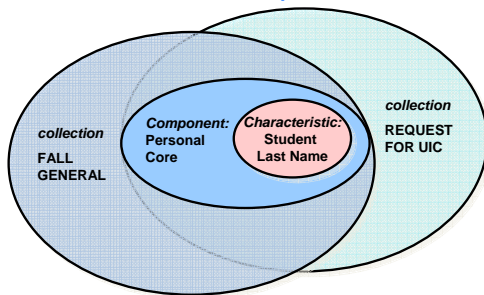 collection
FALL
GENERAL
Component:
Personal
Core
Characteristic:
Student
Last Name
collection
REQUEST
FOR UIC